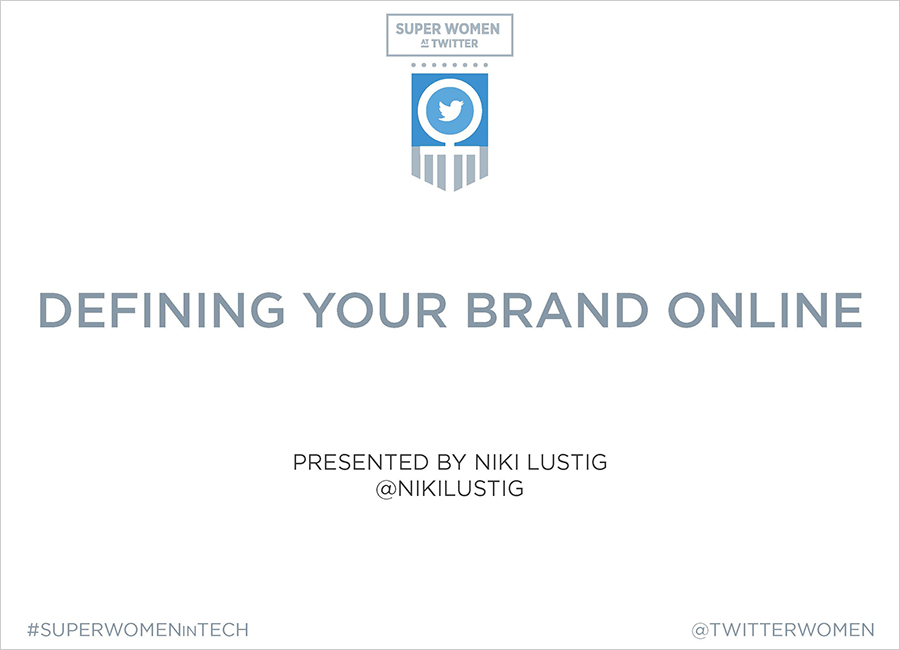 SUPER WOMEN
AT TWITTER
DEFINING YOUR BRAND ONLINE
PRESENTED BY NIKI LUSTIG
@NIKILUSTIG
#SUPERWOMENINTECH
@TWITTERWOMEN